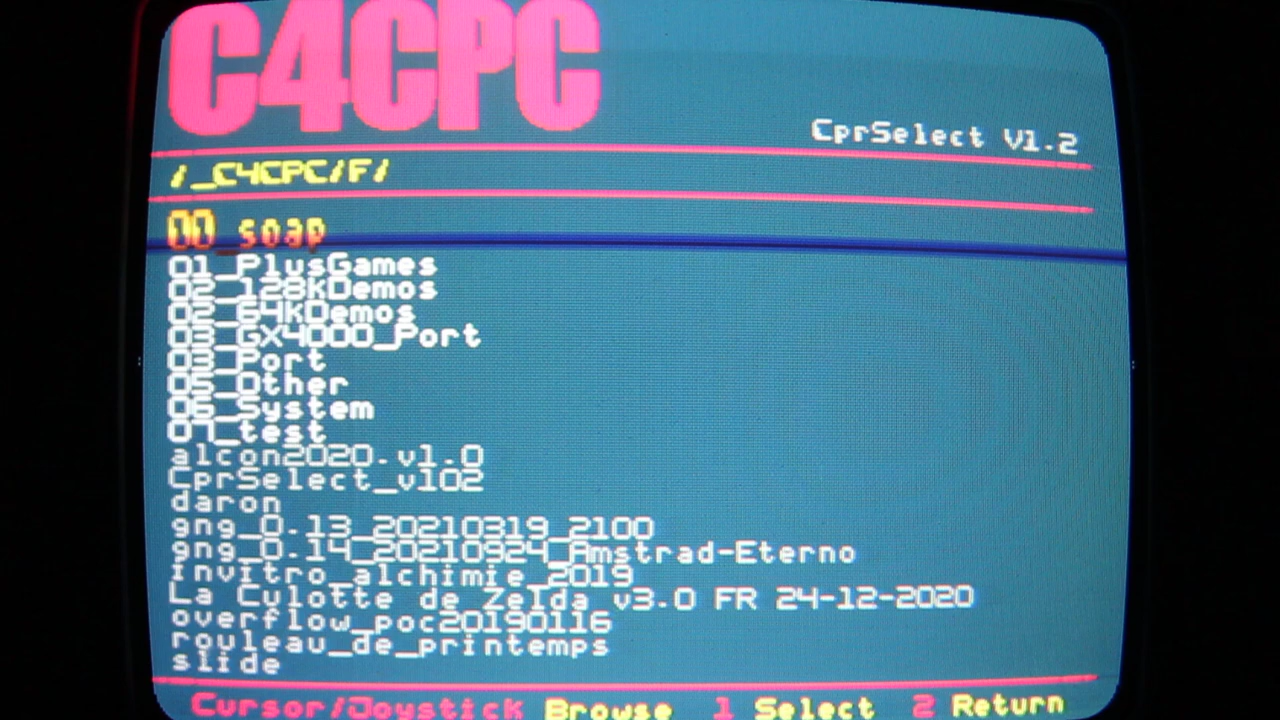 C4CPC
CprSelect V1.2
/_C4CPC/F/
00_soap
01_PlusGames
02_128kDemos
02_64kDemos
03_GX4000_Port
03_Port
05_Other
06_System
07_test
alcon2020.v1.0
CprSelect_v102
daron
gng_0.13_20210319_2100
gng_0.14_20210924_Amstrad-Eterno
invitro_alchimie_2019
La Culotte de Zelda v3.0 FR 24-12-2020
overflow_poc20190116
rouleau_de_printemps
slide
Cursor/Joystick Browse 1 Select 2 Return